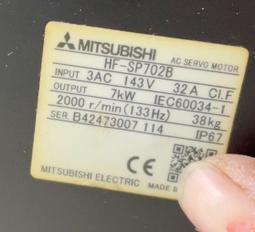 MITSUBISHI
AC SERVO MOTOR
HF-SP702B
INPUT 3AC 143V 32A Cl.F
OUTPUT 7kW IEC60034-1
2000 r/min (133Hz) 38kg
SER. B42473007 114 IP67
MITSUBISHI ELECTRIC CE MADE